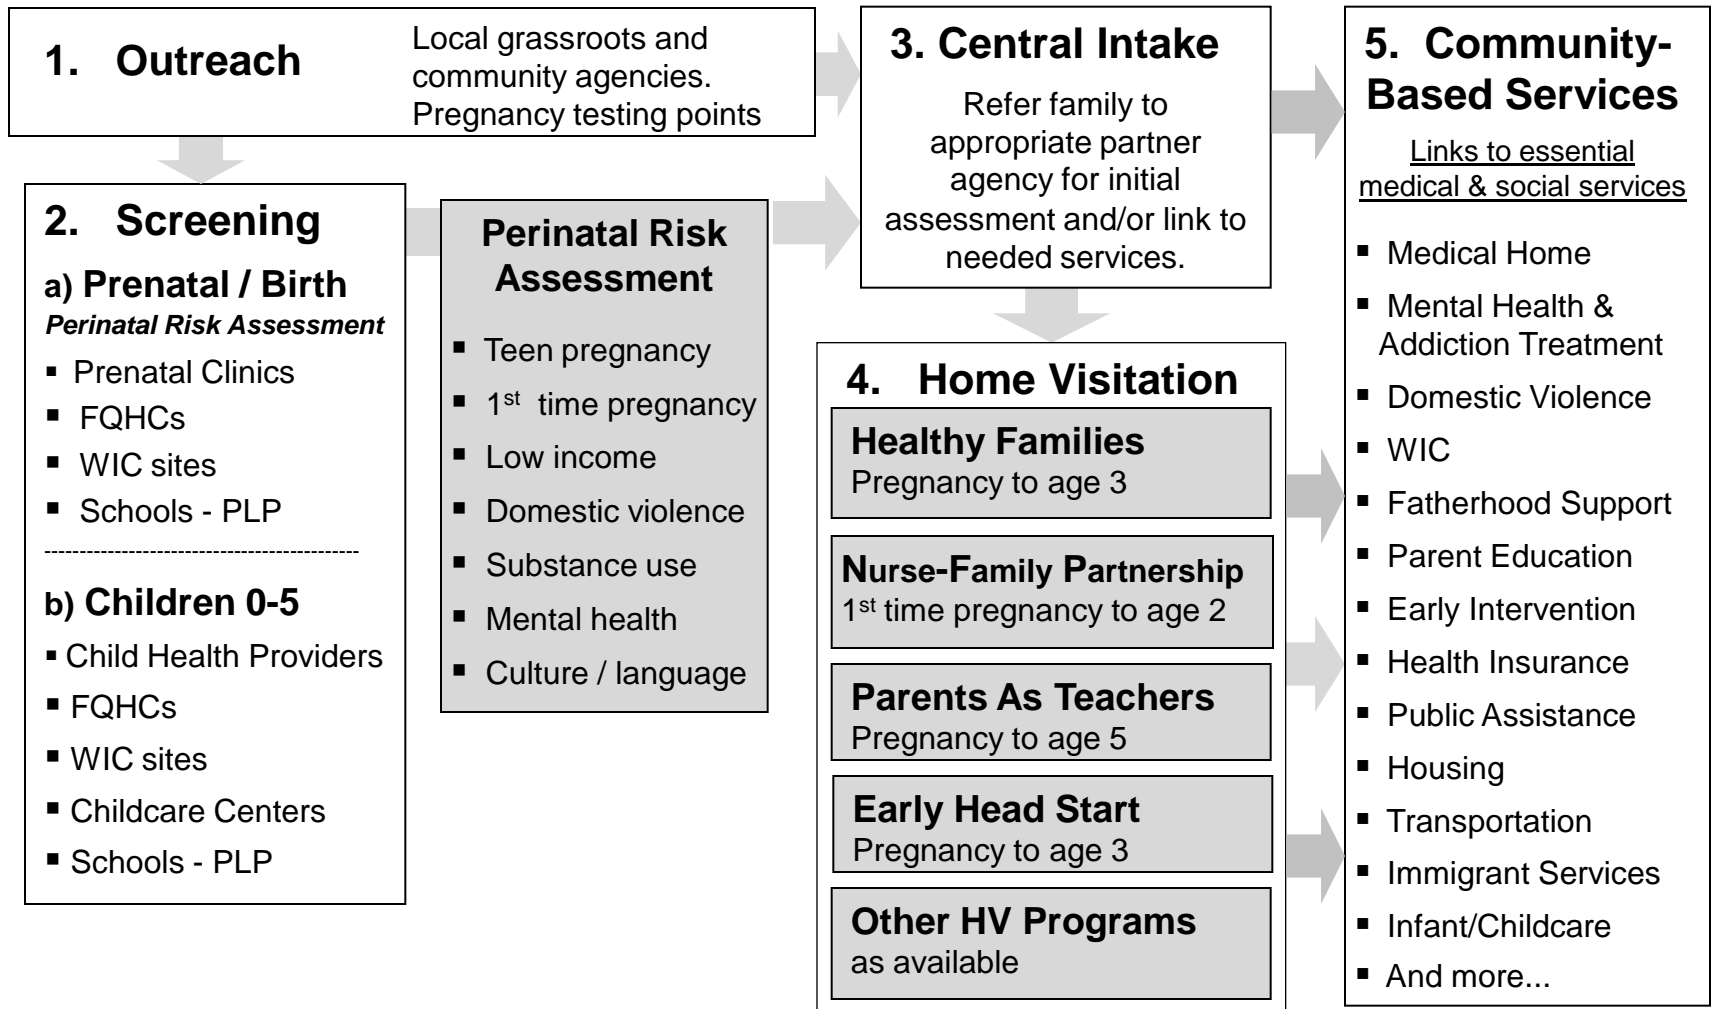 1. Outreach
Local grassroots and
community agencies.
Pregnancy testing points
2. Screening
a) Prenatal / Birth
Perinatal Risk Assessment
▪ Prenatal Clinics
▪ FQHCs
▪ WIC sites
▪ Schools - PLP
---------------------------------------------
b) Children 0-5
▪ Child Health Providers
▪ FQHCs
▪ WIC sites
▪ Childcare Centers
▪ Schools - PLP
Perinatal Risk
Assessment
▪ Teen pregnancy
▪ 1st time pregnancy
▪ Low income
▪ Domestic violence
▪ Substance use
▪ Mental health
▪ Culture / language
3. Central Intake
Refer family to
appropriate partner
agency for initial
assessment and/or link to
needed services.
4. Home Visitation
Healthy Families
Pregnancy to age 3
Nurse-Family Partnership
1st time pregnancy to age 2
Parents As Teachers
Pregnancy to age 5
Early Head Start
Pregnancy to age 3
Other HV Programs
as available
5. Community-
Based Services
Links to essential
medical & social services
▪ Medical Home
▪ Mental Health &
Addiction Treatment
▪ Domestic Violence
▪ WIC
▪ Fatherhood Support
▪ Parent Education
▪ Early Intervention
▪ Health Insurance
▪ Public Assistance
▪ Housing
▪ Transportation
▪ Immigrant Services
▪ Infant/Childcare
▪ And more...